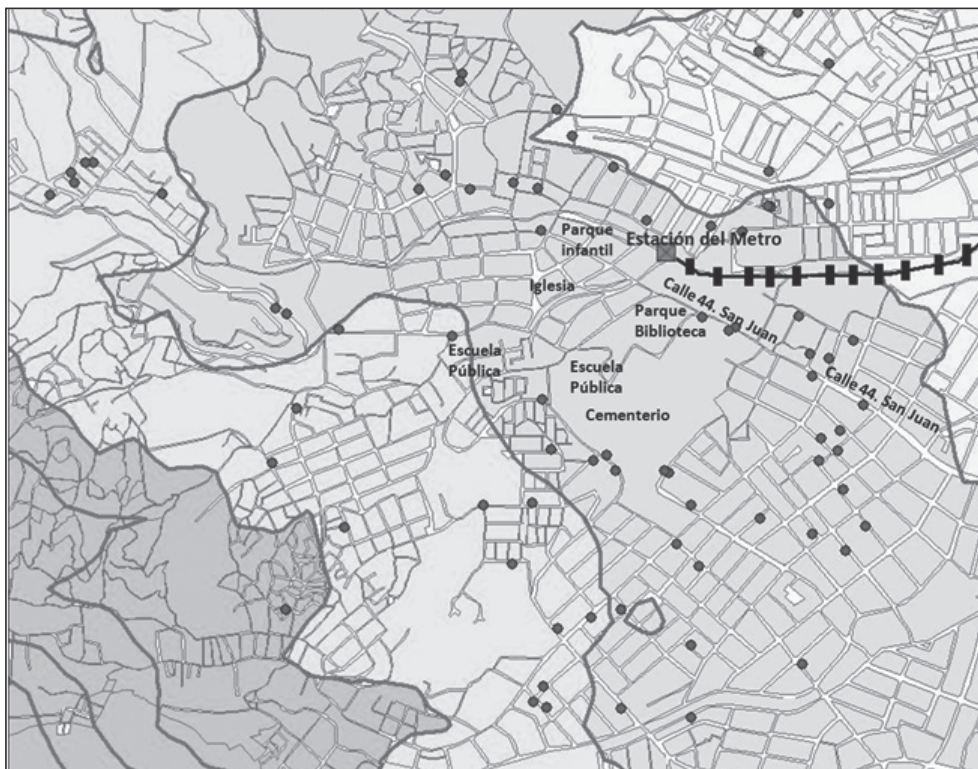 Parque
infantil
Estación del Metro
Iglesia
Calle 44. San Juan
Parque
Biblioteca
Escuela
Pública
Escuela
Pública
Calle 44. San Juan
Cementerio